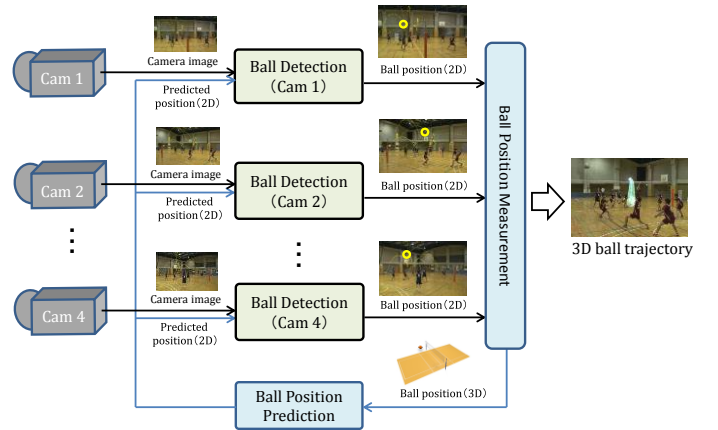 Cam 1
Camera image
Predicted
position(2D)
Ball Detection
(Cam 1)
Ball position(2D)
Cam 2
Camera image
Predicted
position(2D)
Ball Detection
(Cam 2)
Ball position(2D)
Cam 4
Camera image
Predicted
position(2D)
Ball Detection
(Cam 4)
Ball position(2D)
Ball Position Measurement
3D ball trajectory
Ball position(3D)
Ball Position
Prediction